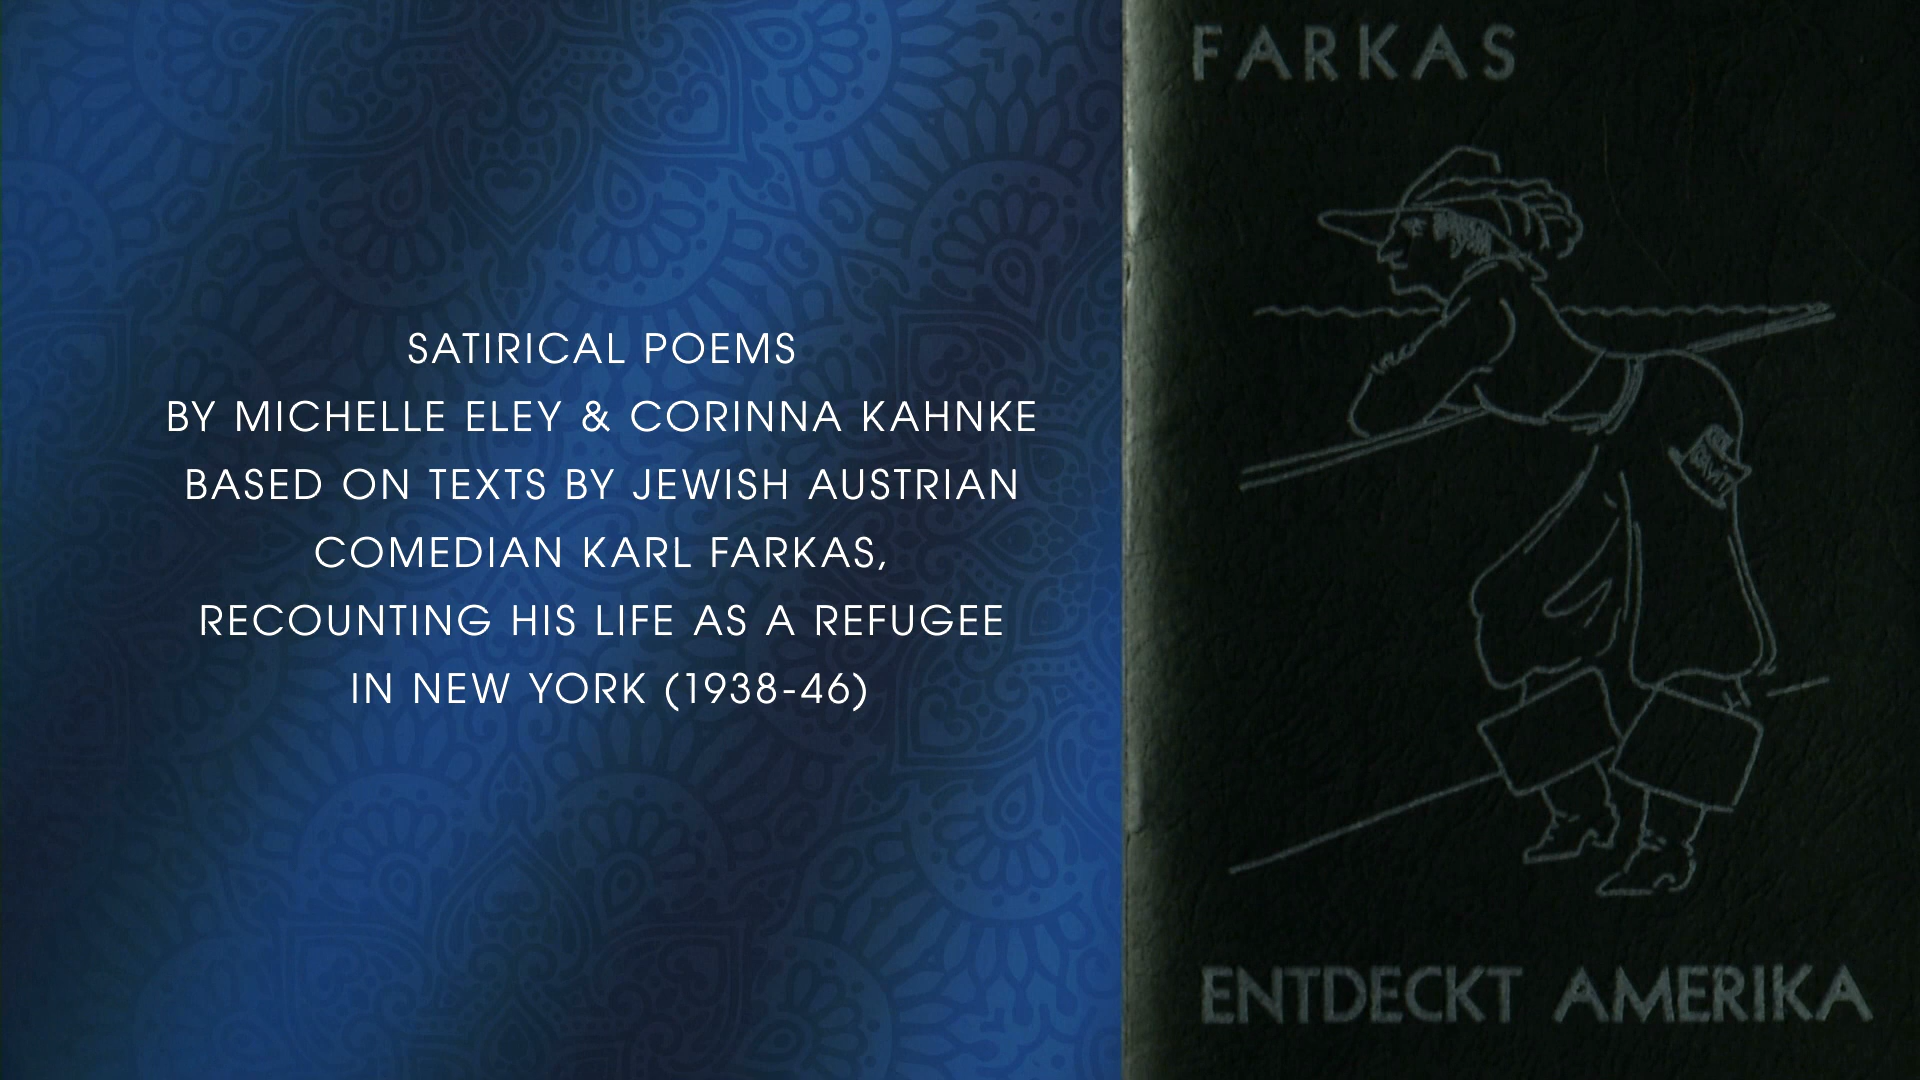 SATIRICAL POEMS
BY MICHELLE ELEY & CORINNA KAHNKE
BASED ON TEXTS BY JEWISH AUSTRIAN
COMEDIAN KARL FARKAS,
RECOUNTING HIS LIFE AS A REFUGEE
IN NEW YORK (1938-46)
FARKAS
ENTDECKT AMERIKA